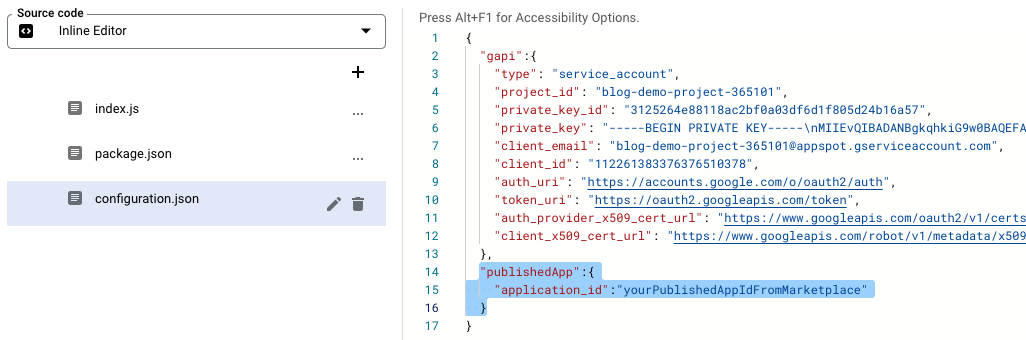 Source code
Inline Editor
index.js
...
package.json
...
configuration.json
Press Alt+F1 for Accessibility Options.
1 {
2 "gapi":{
3 "type": "service_account",
4 "project_id": "blog-demo-project-365101",
5 "private_key_id": "3125264e88118ac2bf0a03df6d1f805d24b16a57",
6 "private_key": "-----BEGIN PRIVATE KEY-----\nMIIEvQIBADANBgkqhkiG9w0BAQEFA
7 "client_email": "blog-demo-project-365101@appspot.gserviceaccount.com",
8 "client_id": "112261383376376510378",
9 "auth_uri": "https://accounts.google.com/o/oauth2/auth",
10 "token_uri": "https://oauth2.googleapis.com/token",
11 "auth_provider_x509_cert_url": "https://www.googleapis.com/oauth2/v1/certs
12 "client_x509_cert_url": "https://www.googleapis.com/robot/v1/metadata/x509
13 },
14 "publishedApp":{
15 "application_id":"yourPublishedAppIdFromMarketplace"
16 }
17 }